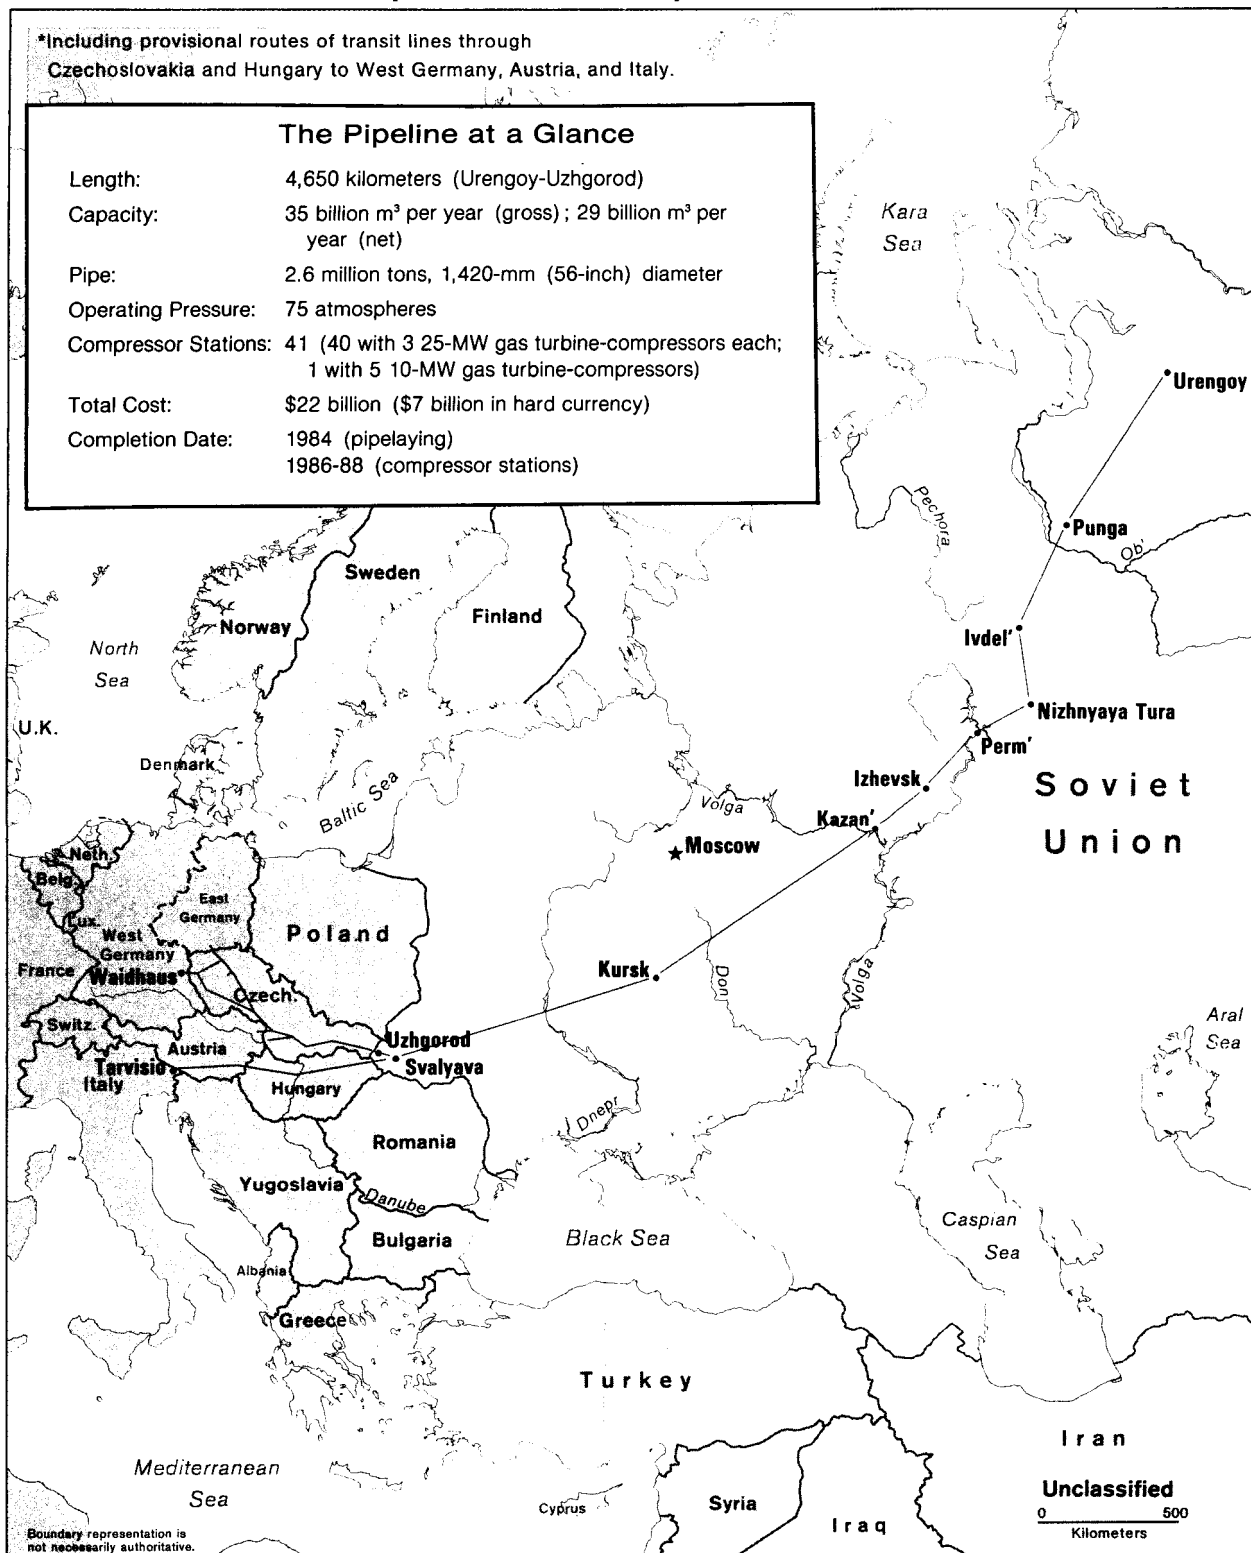 *Including provisional routes of transit lines through
Czechoslovakia and Hungary to West Germany, Austria, and Italy.
The Pipeline at a Glance
Length: 4,650 kilometers (Urengoy-Uzhgorod)
Capacity: 35 billion m³ per year (gross); 29 billion m³ per
year (net)
Pipe: 2.6 million tons, 1,420-mm (56-inch) diameter
Operating Pressure: 75 atmospheres
Compressor Stations: 41 (40 with 3 25-MW gas turbine-compressors each;
1 with 5 10-MW gas turbine-compressors)
Total Cost: $22 billion ($7 billion in hard currency)
Completion Date: 1984 (pipelaying)
1986-88 (compressor stations)
Kara
Sea
Urengoy
Pechora
Punga
Ob'
Sweden
Finland
Norway
Ivdel'
North
Sea
Nizhnyaya Tura
U.K.
Perm'
Denmark
Izhevsk
Soviet
Union
Baltic Sea
Volga
Kazan'
Moscow
Neth.
Belg.
East
Germany
Lux.
West
Germany
Poland
France
Waidhaus
Kursk
Don
Volga
Czech.
Switz.
Austria
Uzhgorod
Svalyava
Aral
Sea
Tarvisio
Italy
Hungary
Dnepr
Romania
Yugoslavia
Danube
Bulgaria
Black Sea
Caspian
Sea
Albania
Greece
Turkey
Iran
Mediterranean
Sea
Cyprus
Syria
Iraq
Unclassified
0 500
Kilometers
Boundary representation is
not necessarily authoritative.